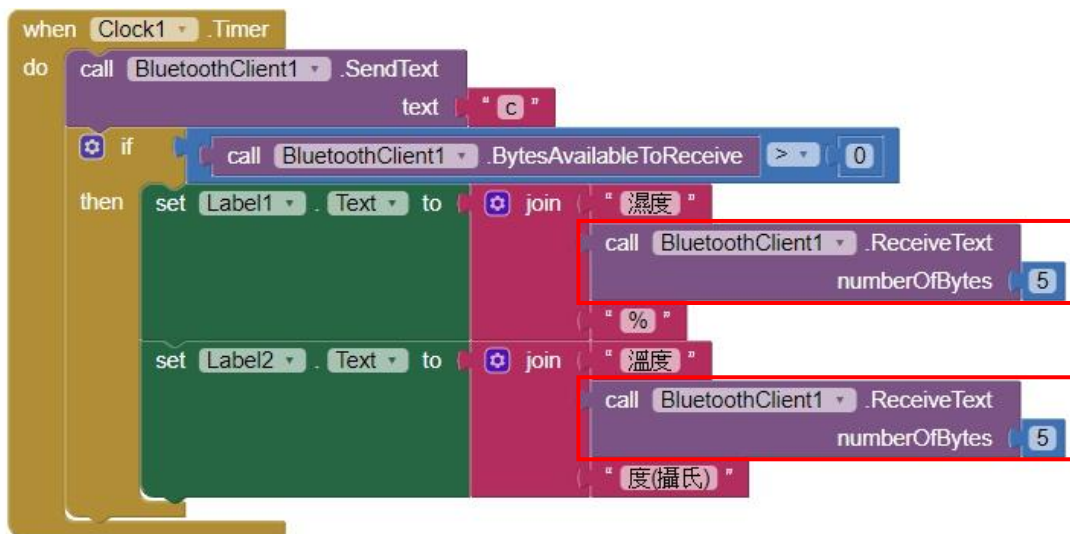 when Clock1 .Timer
do call BluetoothClient1 .SendText
text " c "
if call BluetoothClient1 .BytesAvailableToReceive > 0
then set Label1 . Text to join " 濕度 "
call BluetoothClient1 .ReceiveText
numberOfBytes 5
" % "
set Label2 . Text to join " 溫度 "
call BluetoothClient1 .ReceiveText
numberOfBytes 5
" 度(攝氏) "